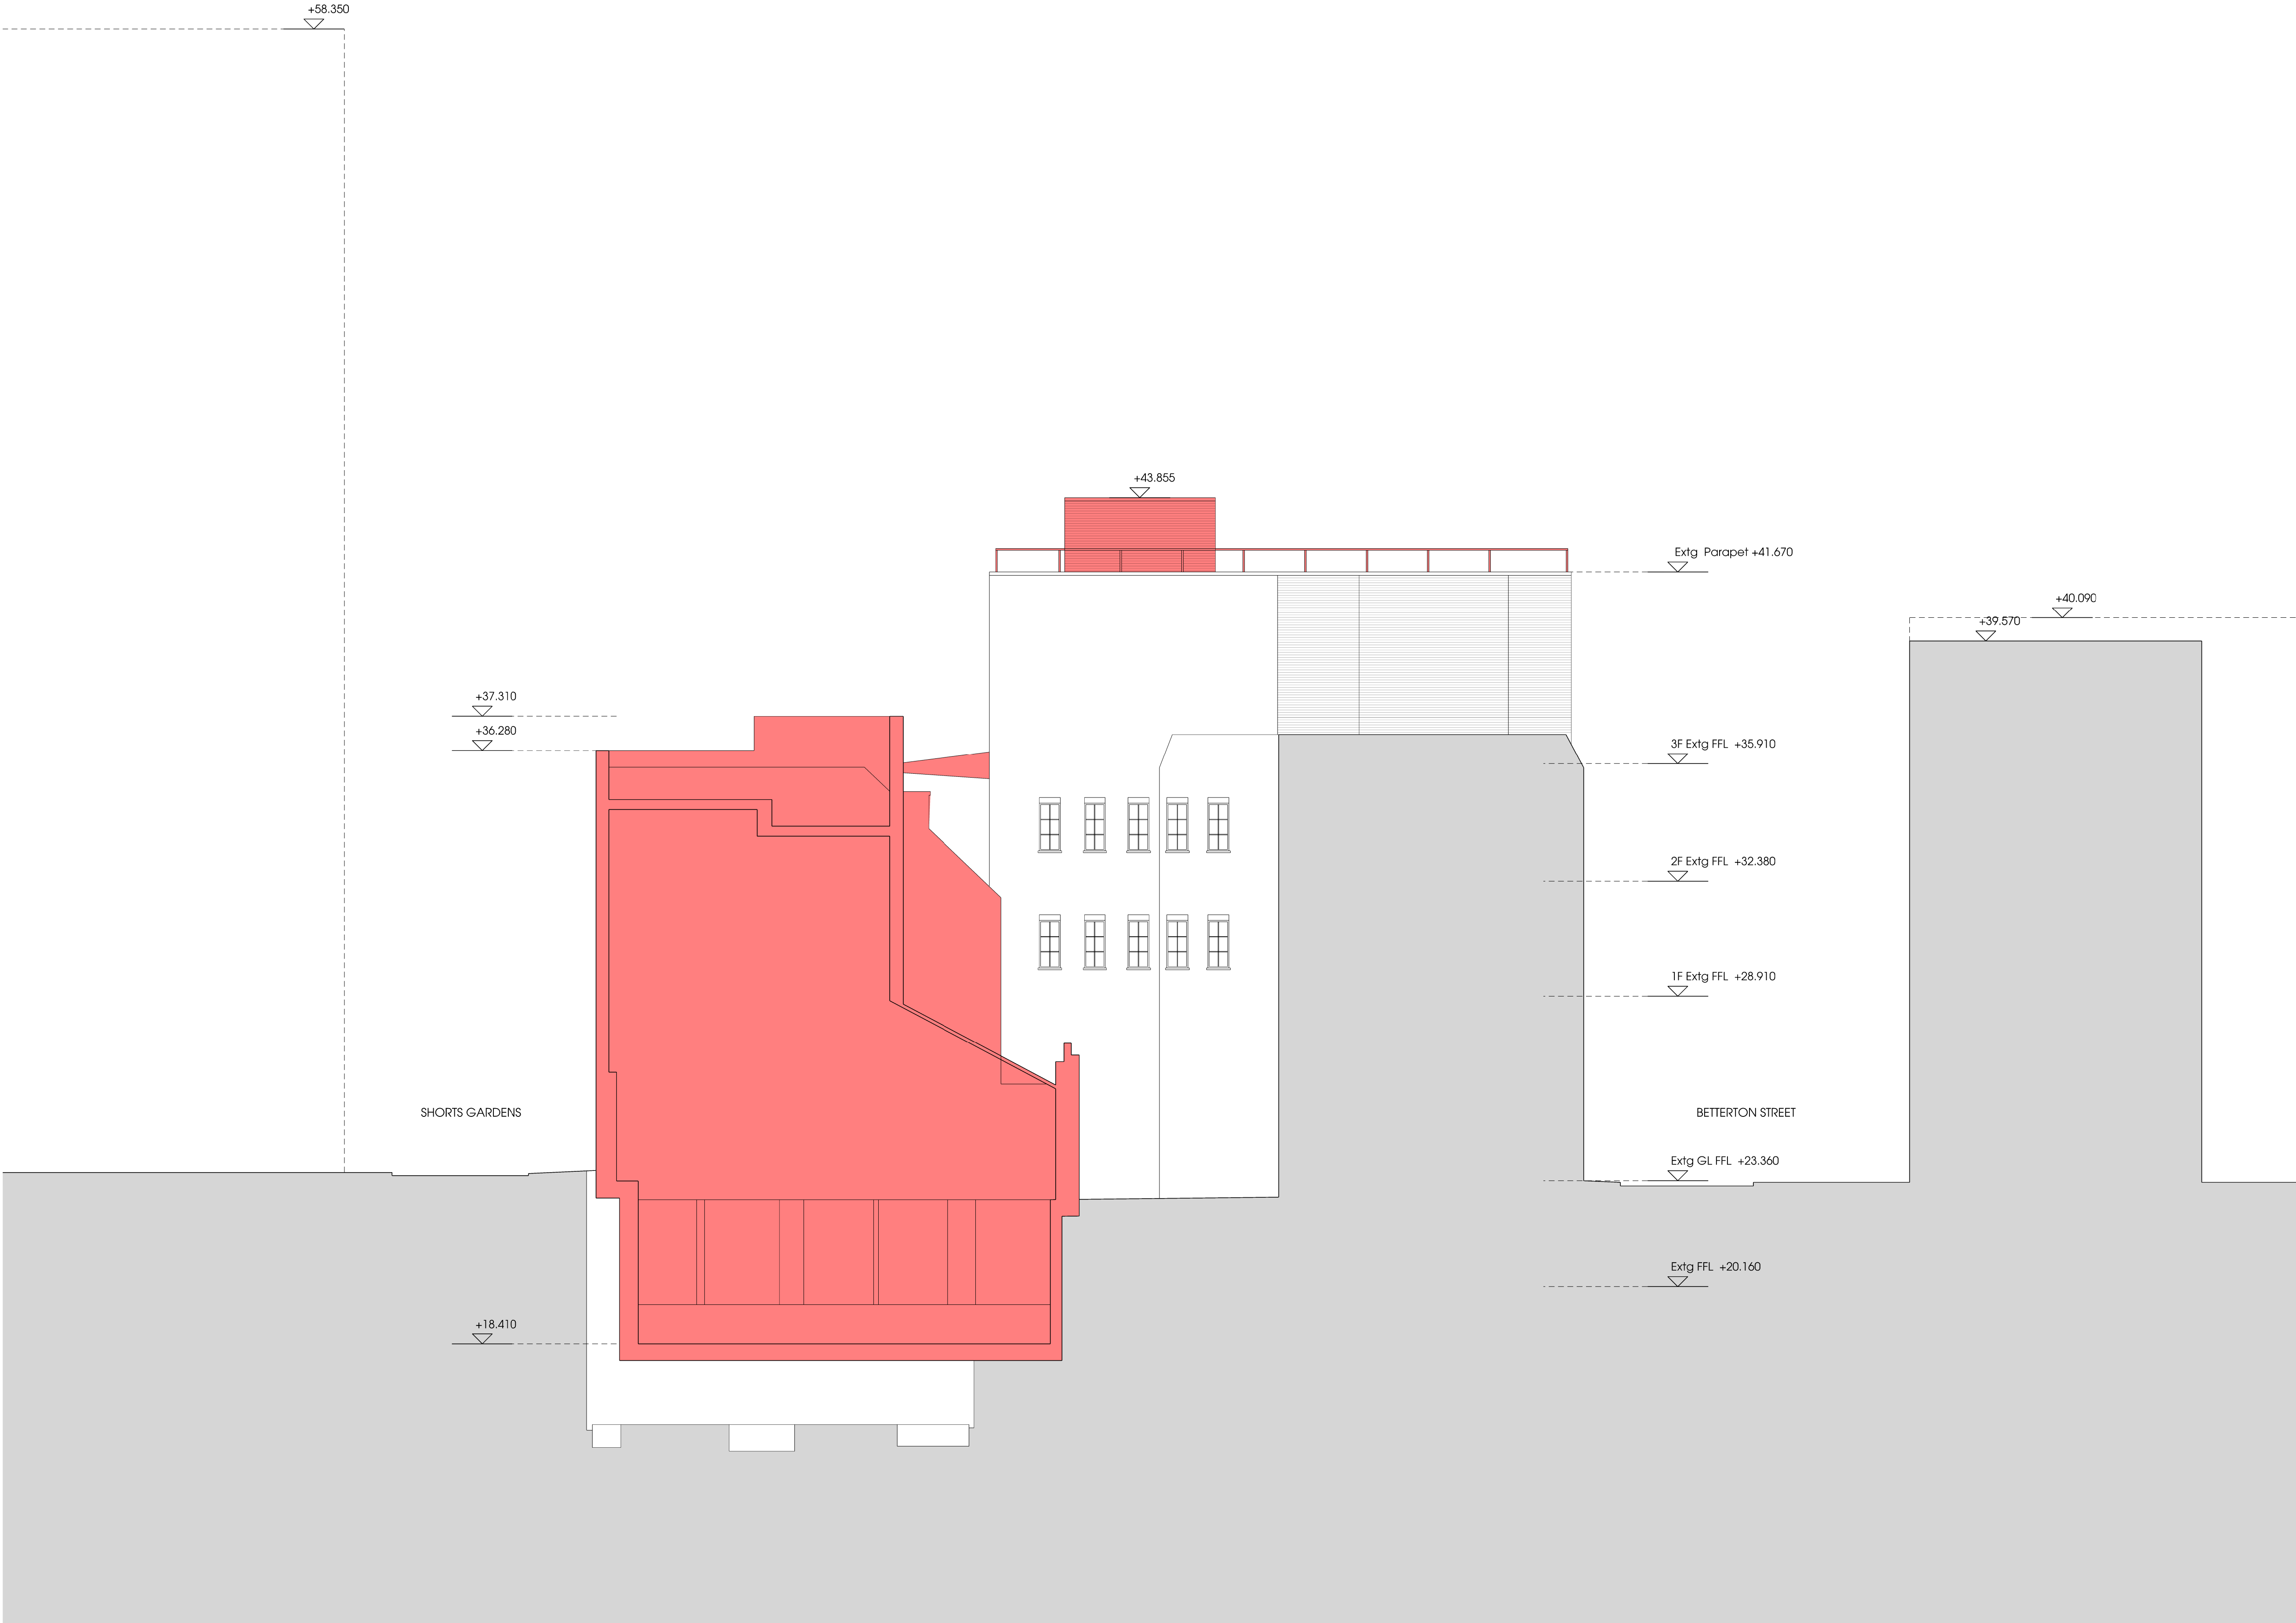 +58.350
+43.855
Extg Parapet +41.670
+40.090
+39.570
+37.310
+36.280
3F Extg FFL +35.910
2F Extg FFL +32.380
1F Extg FFL +28.910
SHORTS GARDENS
BETTERTON STREET
Extg GL FFL +23.360
Extg FFL +20.160
+18.410